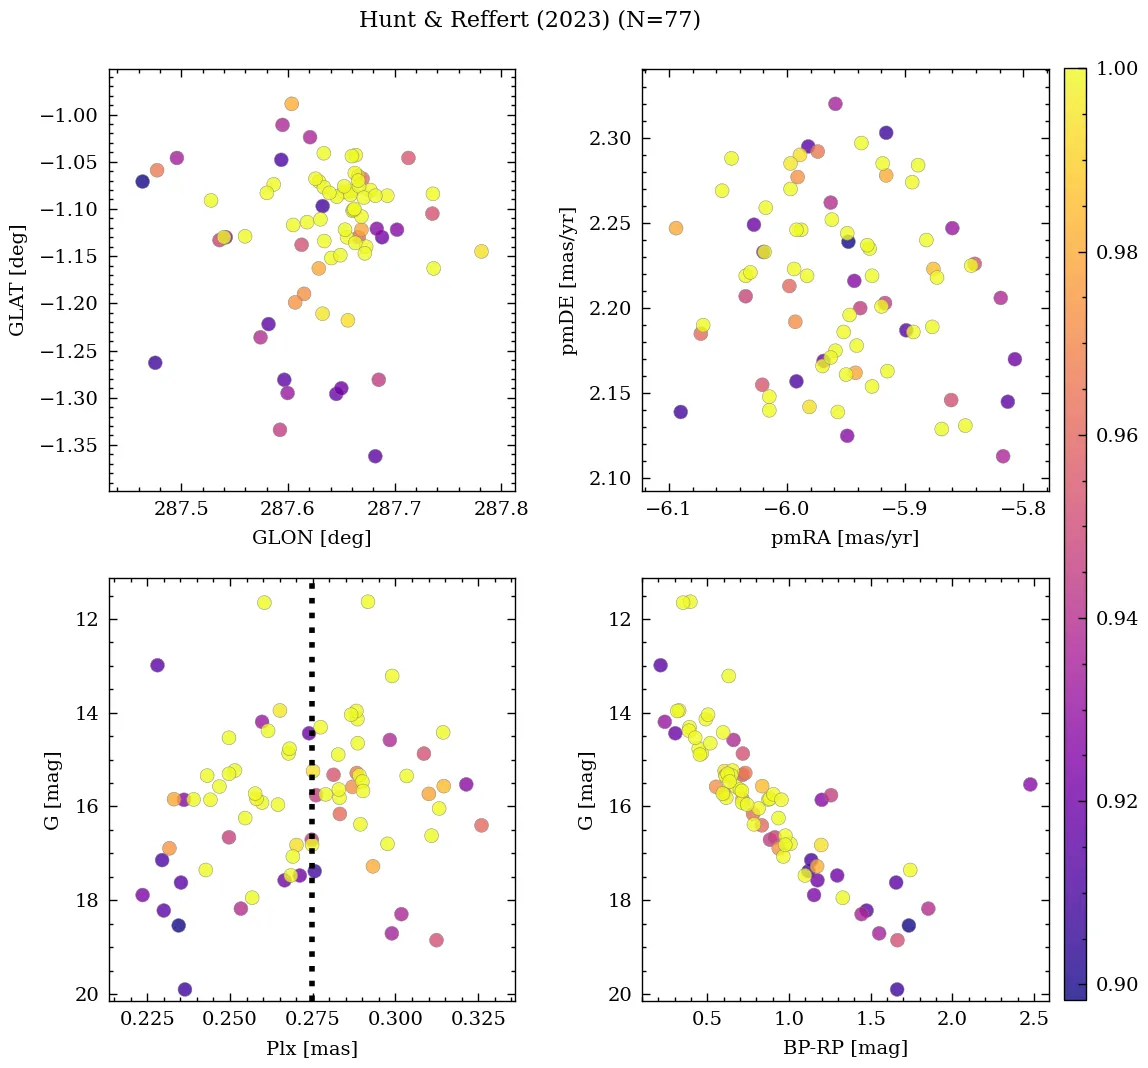 Hunt & Reffert (2023) (N=77)
−1.00
−1.05
−1.10
−1.15
−1.20
−1.25
−1.30
−1.35
GLAT [deg]
287.5 287.6 287.7 287.8
GLON [deg]
2.30
2.25
2.20
2.15
2.10
pmDE [mas/yr]
−6.1 −6.0 −5.9 −5.8
pmRA [mas/yr]
12
14
16
18
20
G [mag]
0.225 0.250 0.275 0.300 0.325
Plx [mas]
12
14
16
18
20
G [mag]
0.5 1.0 1.5 2.0 2.5
BP-RP [mag]
1.00
0.98
0.96
0.94
0.92
0.90